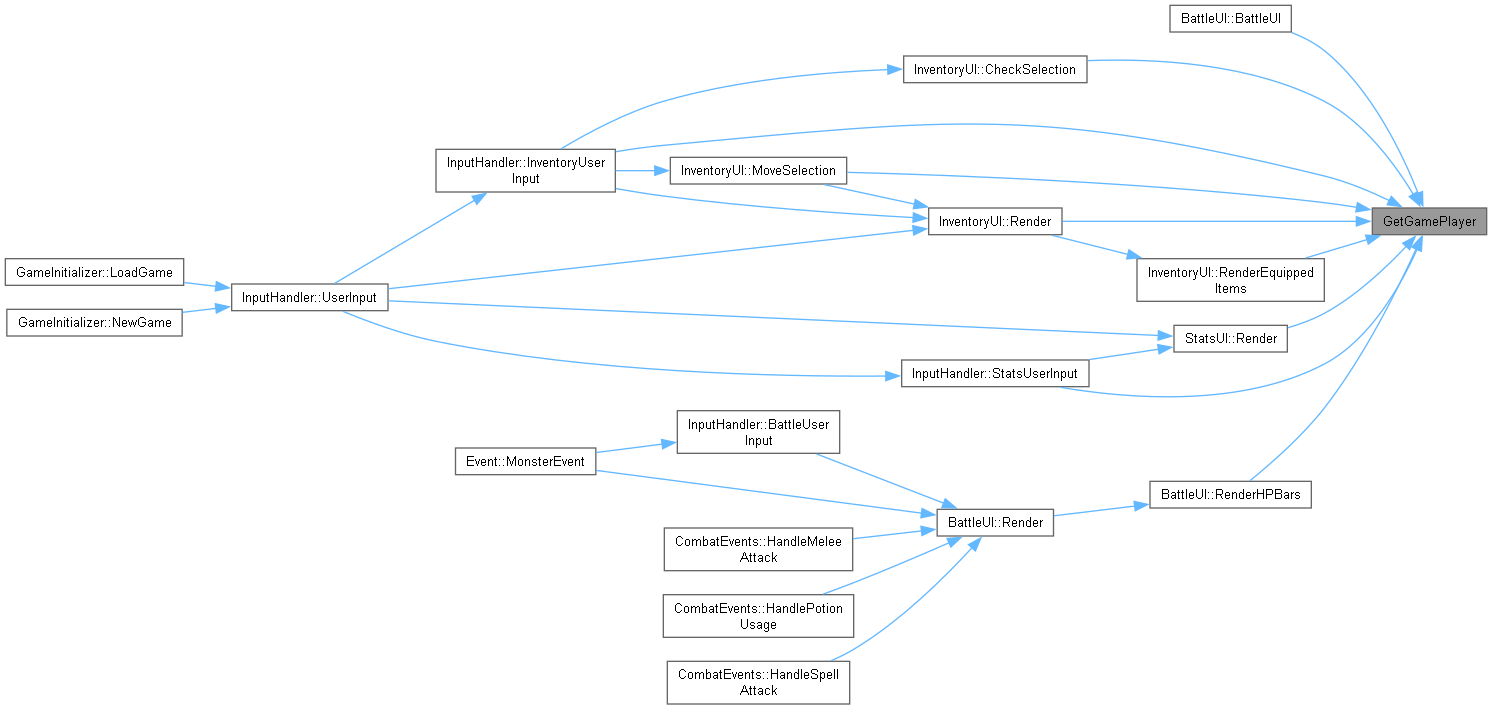 BattleUI::BattleUI
InventoryUI::CheckSelection
InputHandler::InventoryUser
Input
InventoryUI::MoveSelection
InventoryUI::Render
GetGamePlayer
GameInitializer::LoadGame
InventoryUI::RenderEquipped
Items
InputHandler::UserInput
GameInitializer::NewGame
StatsUI::Render
InputHandler::StatsUserInput
InputHandler::BattleUser
Input
Event::MonsterEvent
BattleUI::RenderHPBars
BattleUI::Render
CombatEvents::HandleMelee
Attack
CombatEvents::HandlePotion
Usage
CombatEvents::HandleSpell
Attack